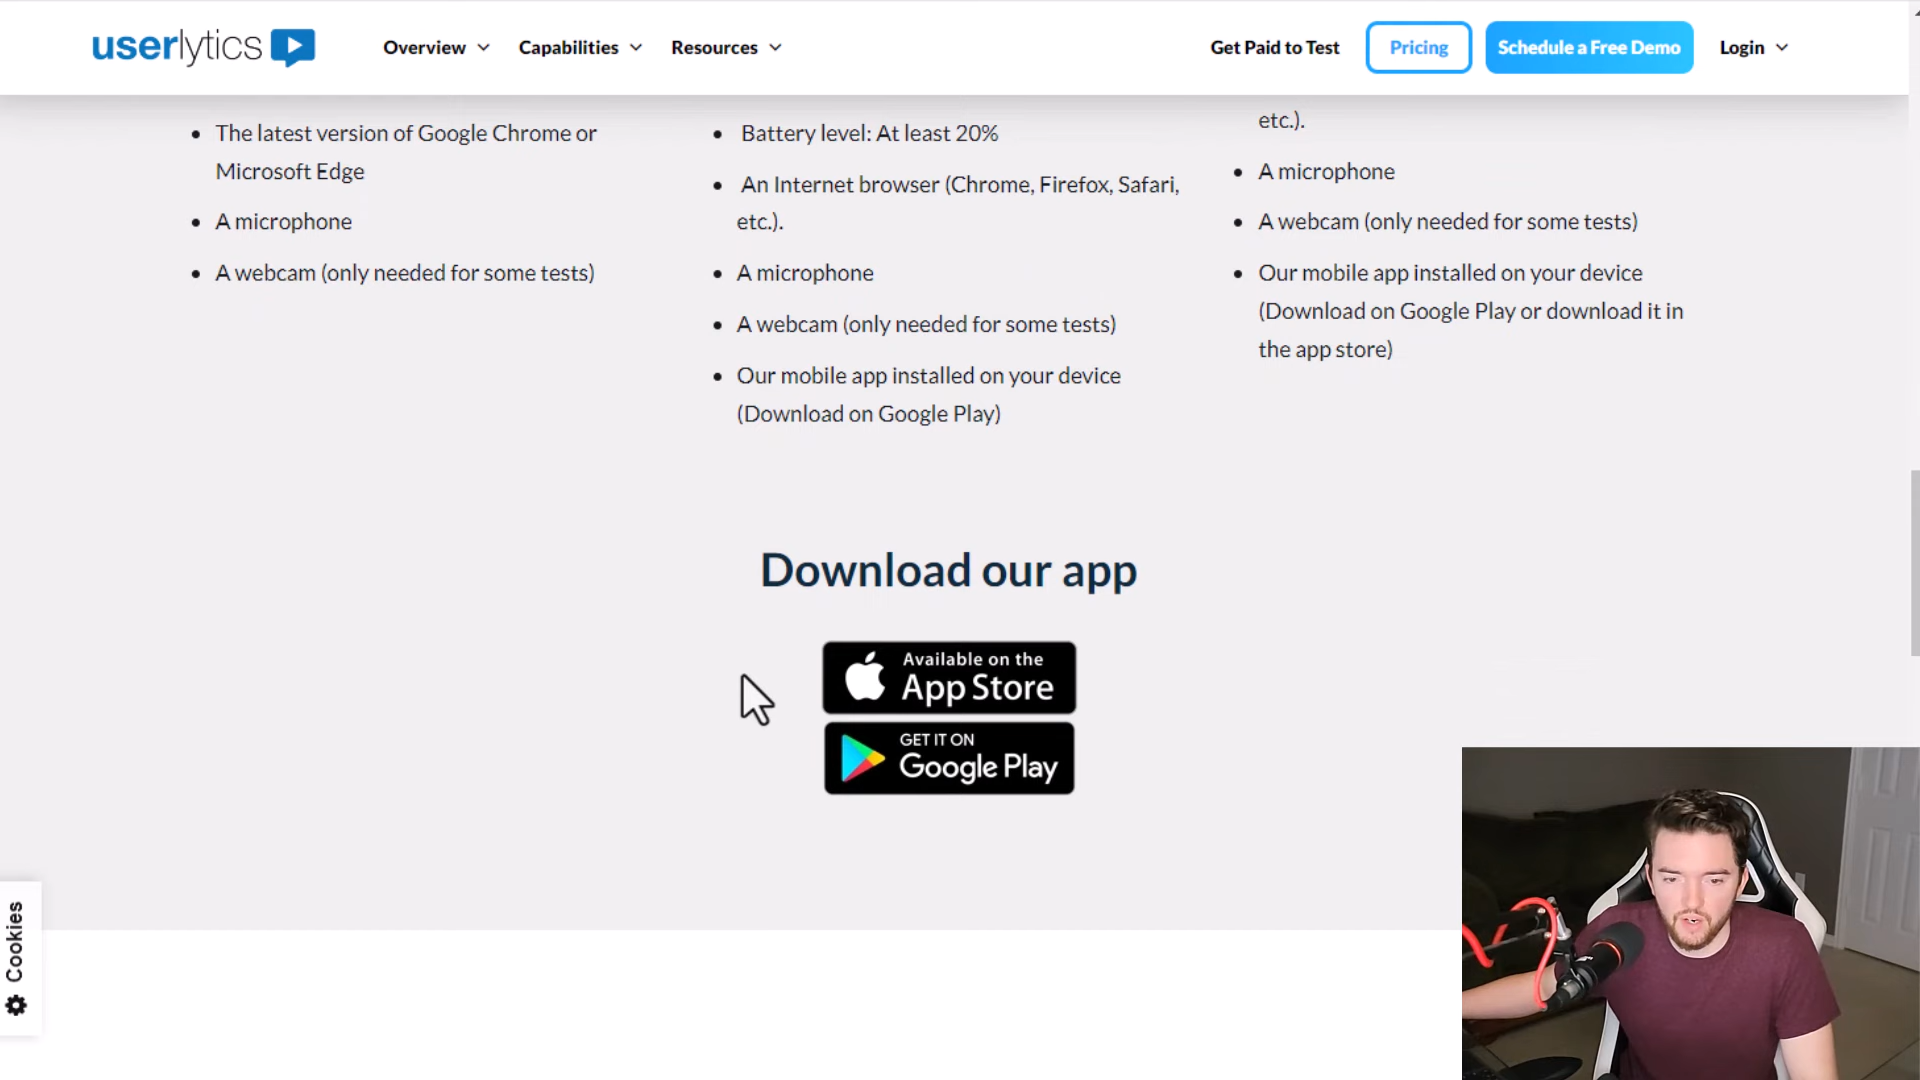 userlytics
Overview
Capabilities
Resources
Get Paid to Test
Pricing
Schedule a Free Demo
Login
The latest version of Google Chrome or
Microsoft Edge
A microphone
A webcam (only needed for some tests)
Battery level: At least 20%
An Internet browser (Chrome, Firefox, Safari,
etc.).
A microphone
A webcam (only needed for some tests)
Our mobile app installed on your device
(Download on Google Play)
etc.).
A microphone
A webcam (only needed for some tests)
Our mobile app installed on your device
(Download on Google Play or download it in
the app store)
Download our app
Available on the
App Store
GET IT ON
Google Play
Cookies